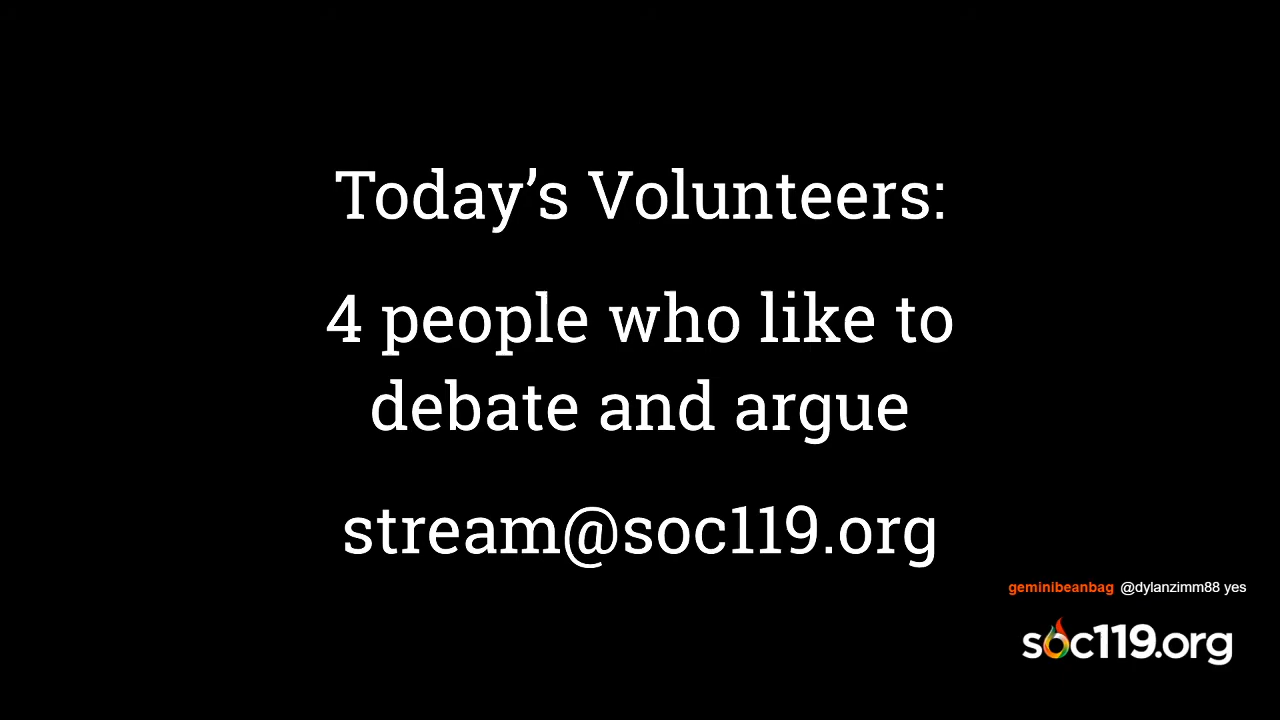 Today’s Volunteers:
4 people who like to
debate and argue
stream@soc119.org
geminibeanbag @dylanzimm88 yes
soc119.org